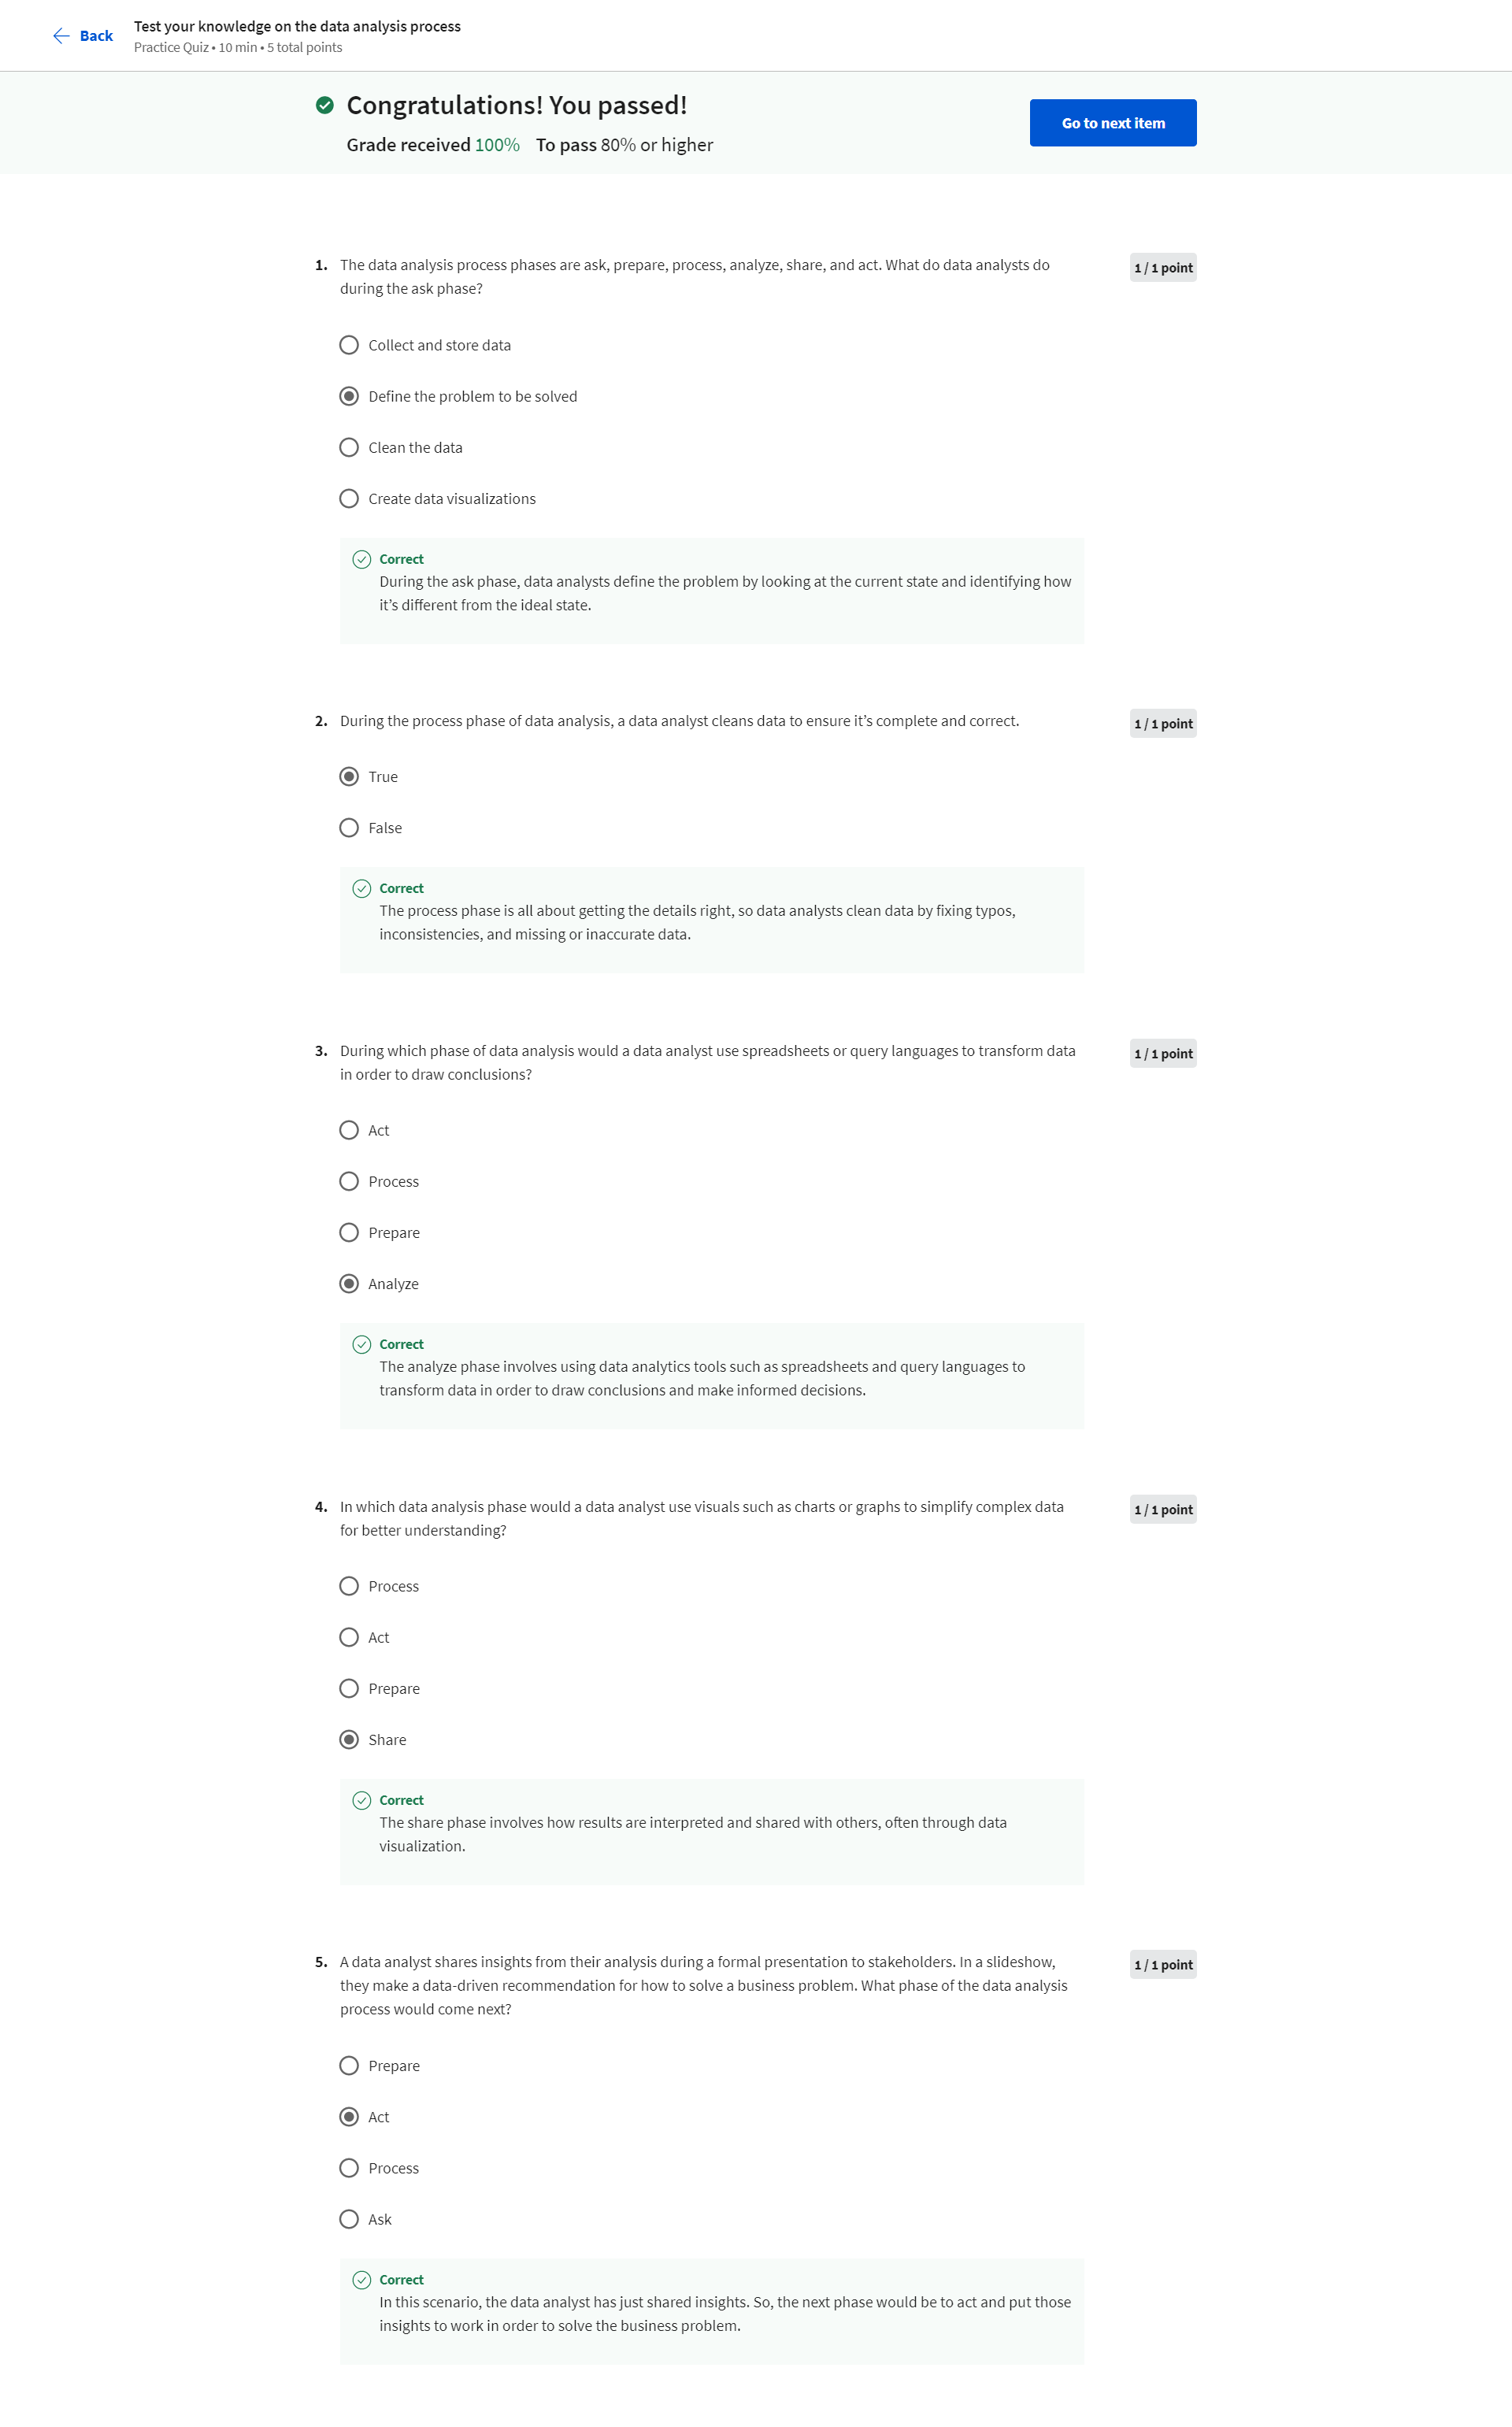 Back
Test your knowledge on the data analysis process
Practice Quiz • 10 min • 5 total points
Congratulations! You passed!
Grade received 100% To pass 80% or higher
Go to next item
1. The data analysis process phases are ask, prepare, process, analyze, share, and act. What do data analysts do
during the ask phase?
1 / 1 point
Collect and store data
Define the problem to be solved
Clean the data
Create data visualizations
Correct
During the ask phase, data analysts define the problem by looking at the current state and identifying how
it’s different from the ideal state.
2. During the process phase of data analysis, a data analyst cleans data to ensure it’s complete and correct.
1 / 1 point
True
False
Correct
The process phase is all about getting the details right, so data analysts clean data by fixing typos,
inconsistencies, and missing or inaccurate data.
3. During which phase of data analysis would a data analyst use spreadsheets or query languages to transform data
in order to draw conclusions?
1 / 1 point
Act
Process
Prepare
Analyze
Correct
The analyze phase involves using data analytics tools such as spreadsheets and query languages to
transform data in order to draw conclusions and make informed decisions.
4. In which data analysis phase would a data analyst use visuals such as charts or graphs to simplify complex data
for better understanding?
1 / 1 point
Process
Act
Prepare
Share
Correct
The share phase involves how results are interpreted and shared with others, often through data
visualization.
5. A data analyst shares insights from their analysis during a formal presentation to stakeholders. In a slideshow,
they make a data-driven recommendation for how to solve a business problem. What phase of the data analysis
process would come next?
1 / 1 point
Prepare
Act
Process
Ask
Correct
In this scenario, the data analyst has just shared insights. So, the next phase would be to act and put those
insights to work in order to solve the business problem.